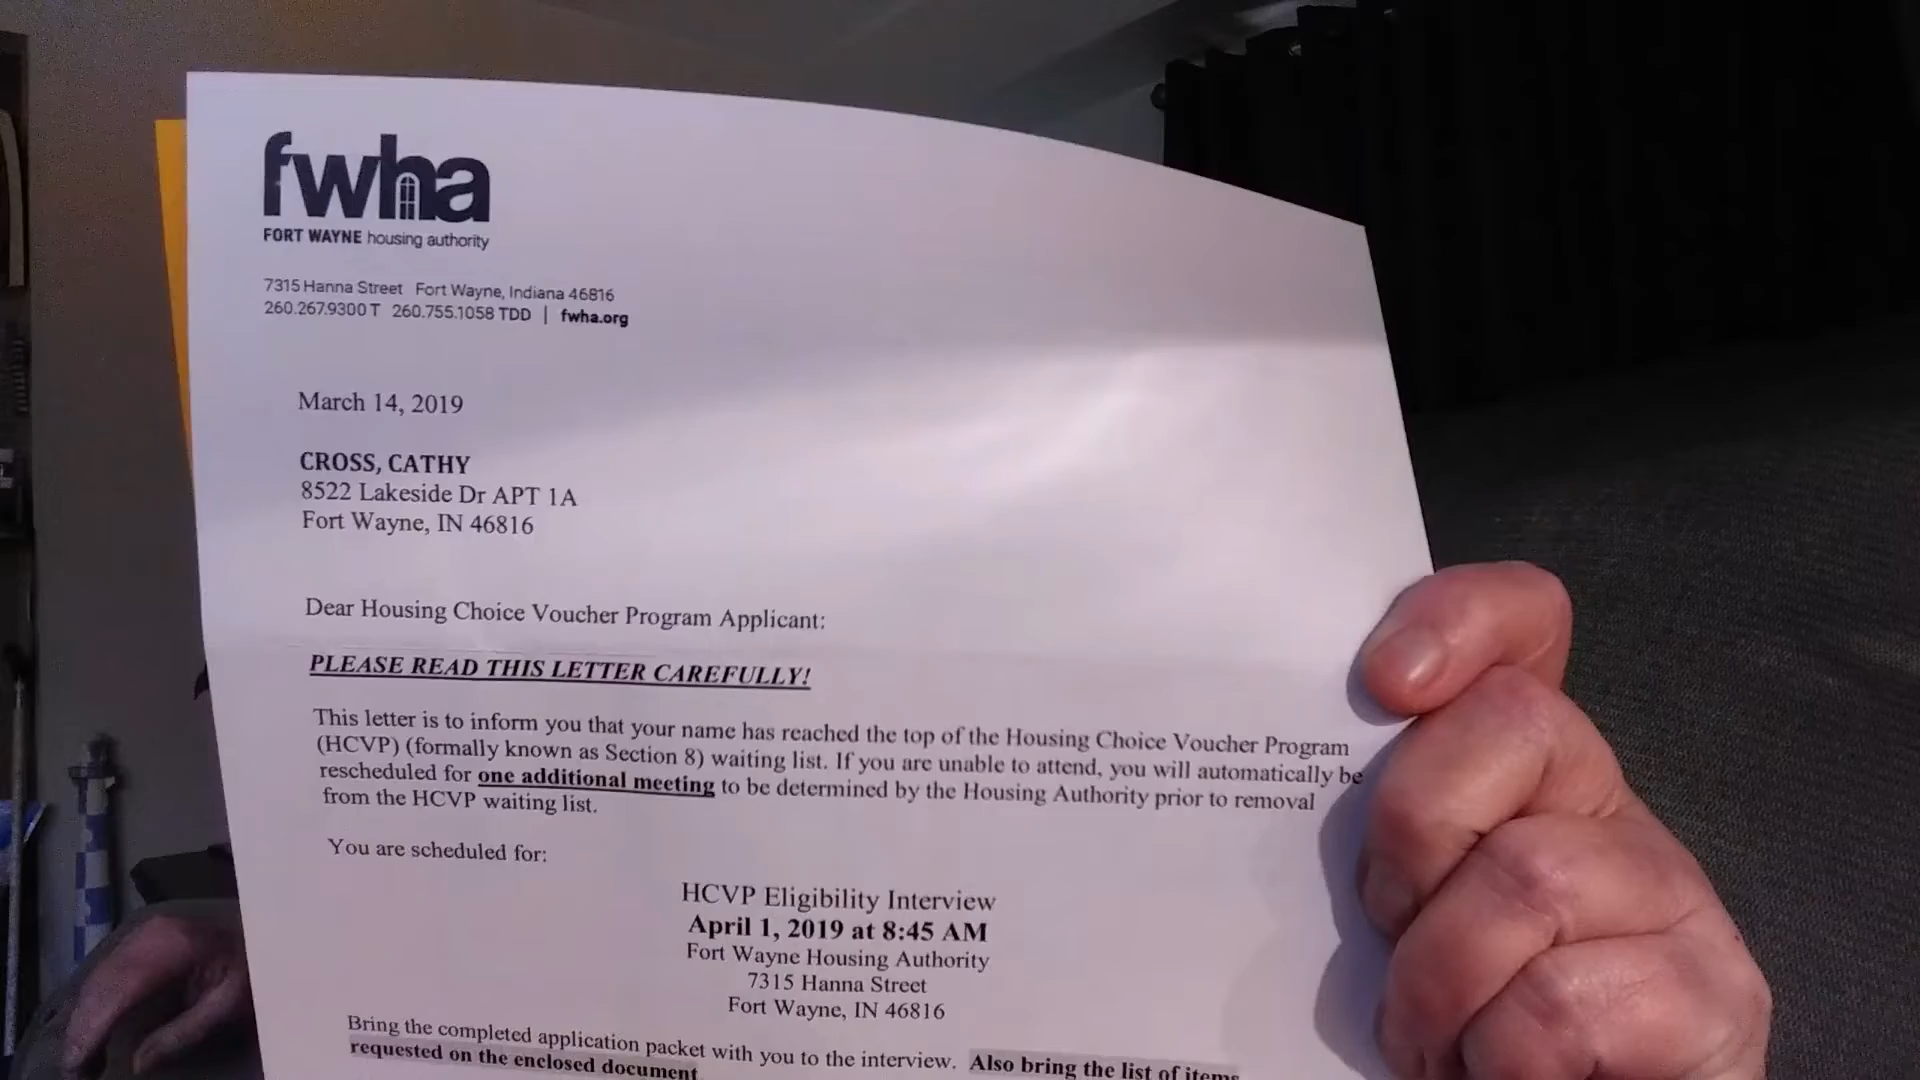 fwha
FORT WAYNE housing authority
7315 Hanna Street Fort Wayne, Indiana 46816
260.267.9300 T 260.755.1058 TDD | fwha.org
March 14, 2019
CROSS, CATHY
8522 Lakeside Dr APT 1A
Fort Wayne, IN 46816
Dear Housing Choice Voucher Program Applicant:
PLEASE READ THIS LETTER CAREFULLY!
This letter is to inform you that your name has reached the top of the Housing Choice Voucher Program
(HCVP) (formally known as Section 8) waiting list. If you are unable to attend, you will automatically be
rescheduled for one additional meeting to be determined by the Housing Authority prior to removal
from the HCVP waiting list.
You are scheduled for:
HCVP Eligibility Interview
April 1, 2019 at 8:45 AM
Fort Wayne Housing Authority
7315 Hanna Street
Fort Wayne, IN 46816
Bring the completed application packet with you to the interview. Also bring the list of items
requested on the enclosed document.